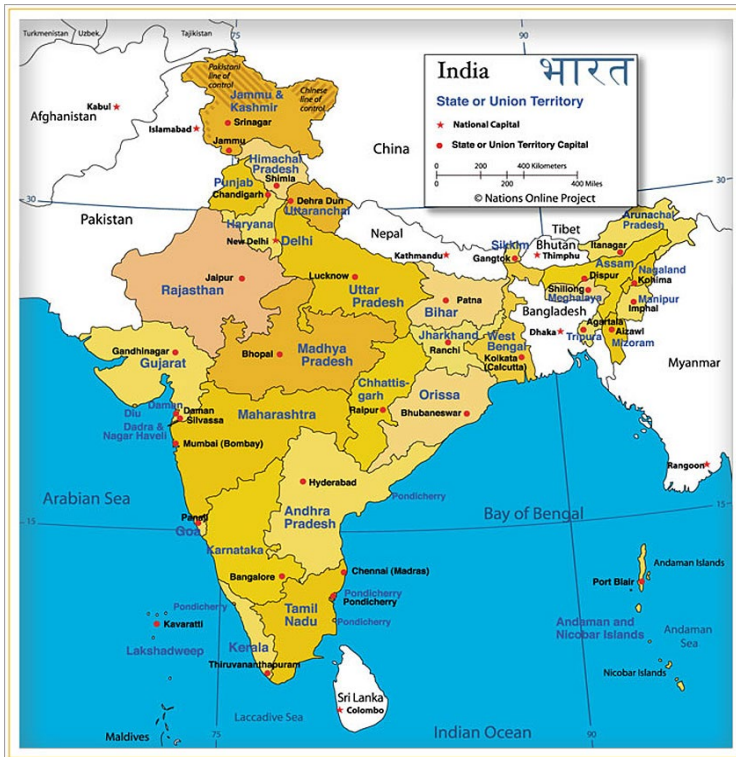 Turkmenistan
Uzbek.
Tajikistan
75
90
Pakistani
line of
control
Chinese
line of
control
Jammu &
Kashmir
Srinagar
Jammu
Kabul
Afghanistan
Islamabad
India भारत
State or Union Territory
National Capital
State or Union Territory Capital
0 200 400 Kilometers
0 200 400 Miles
© Nations Online Project
China
Himachal
Pradesh
Shimla
Punjab
Chandigarh
Dehra Dun
Uttaranchal
30
30
Pakistan
Haryana
New Delhi
Delhi
Nepal
Kathmandu
Tibet
Bhutan
Thimphu
Sikkim
Gangtok
Arunachal
Pradesh
Itanagar
Assam
Dispur
Nagaland
Kohima
Shillong
Meghalaya
Manipur
Imphal
Jaipur
Rajasthan
Lucknow
Uttar
Pradesh
Patna
Bihar
Bangladesh
Dhaka
Agartala
Tripura
Aizawl
Mizoram
Jharkhand
Ranchi
West
Bengal
Kolkata
(Calcutta)
Myanmar
Gandhinagar
Gujarat
Bhopal
Madhya
Pradesh
Chhattis-
garh
Raipur
Orissa
Bhubaneswar
Daman
Diu
Daman
Silvassa
Dadra &
Nagar Haveli
Maharashtra
Mumbai (Bombay)
Rangoon
Arabian Sea
Hyderabad
Andhra
Pradesh
Pondicherry
Bay of Bengal
15
15
Panaji
Goa
Karnataka
Bangalore
Chennai (Madras)
Pondicherry
Pondicherry
Pondicherry
Pondicherry
Tamil
Nadu
Kavaratti
Lakshadweep
Kerala
Thiruvananthapuram
Andaman Islands
Port Blair
Andaman and
Nicobar Islands
Andaman
Sea
Nicobar Islands
Sri Lanka
Colombo
Laccadive Sea
Maldives
75
Indian Ocean
90